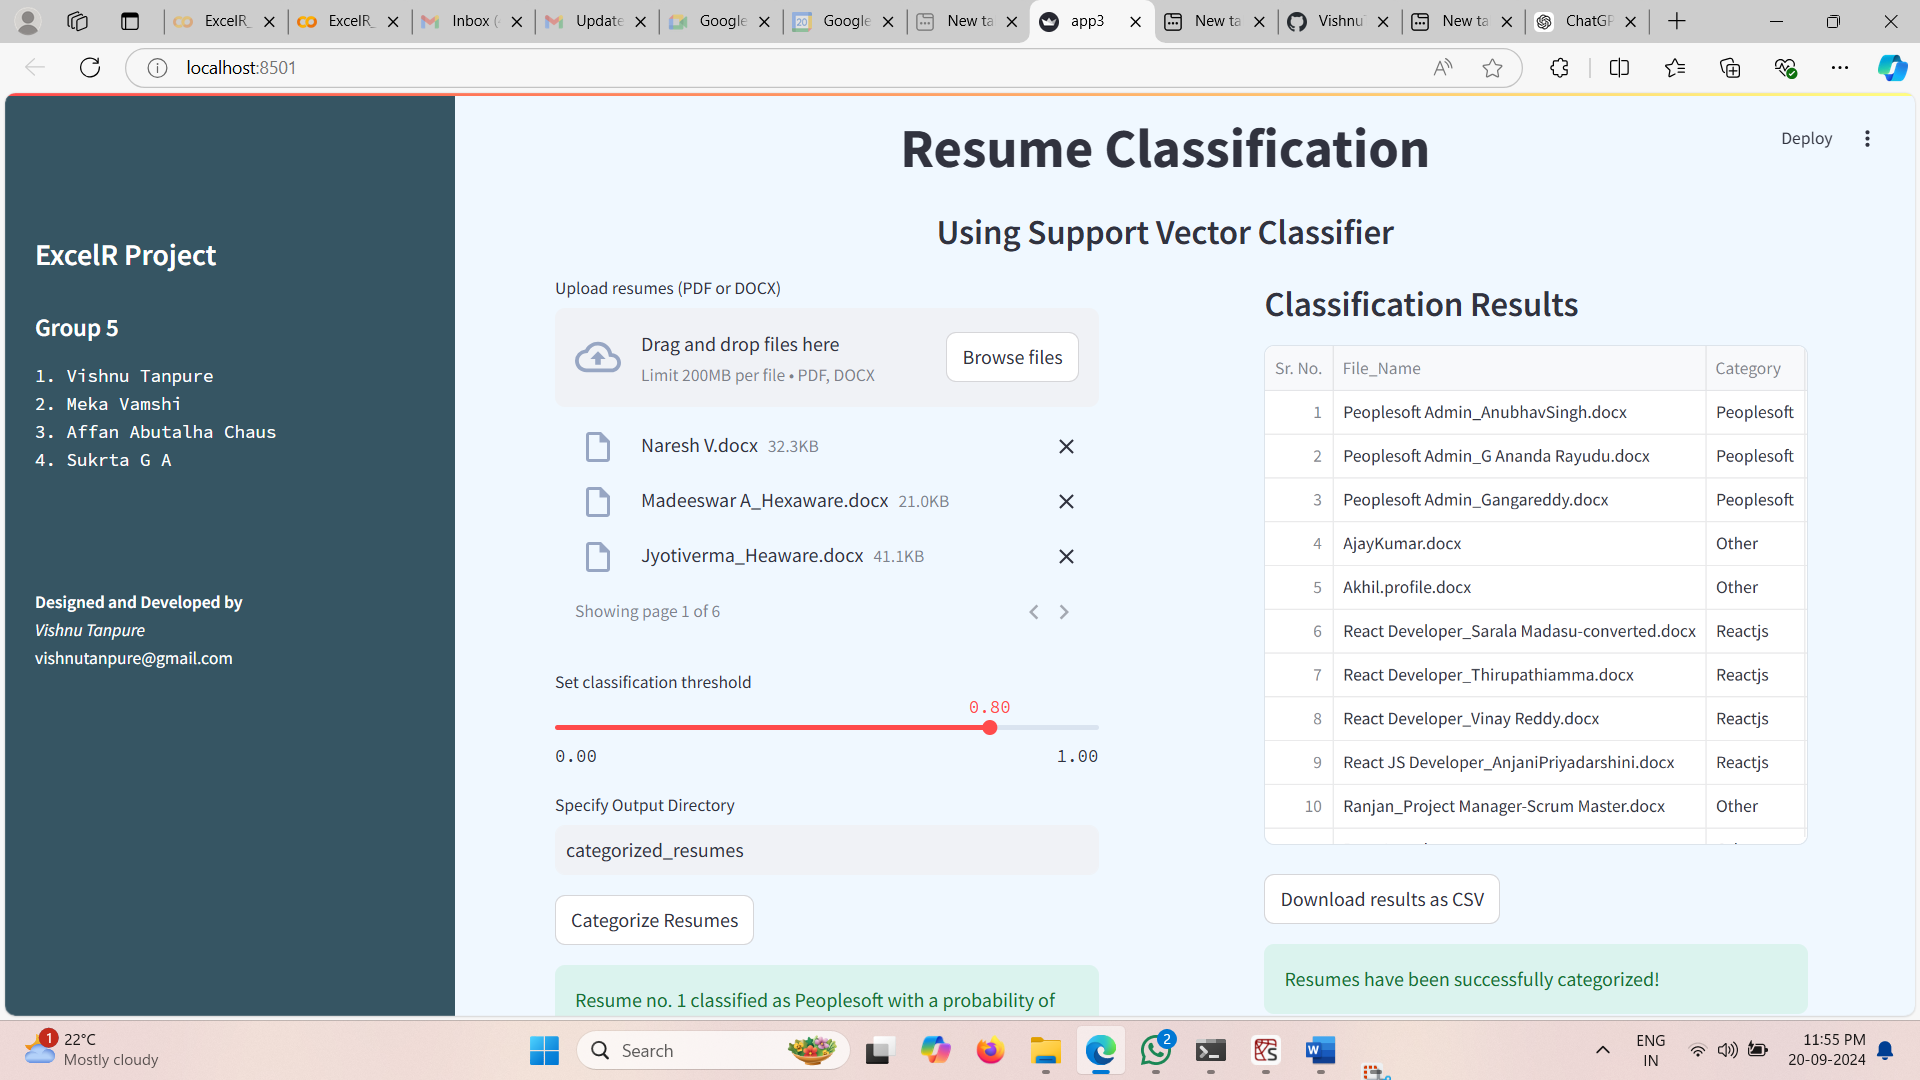 ExcelR_
ExcelR_
Inbox (
Update
Google
Google
New ta
app3
New ta
Vishnu
New ta
ChatGP
localhost:8501
Deploy
Resume Classification
Using Support Vector Classifier
ExcelR Project
Group 5
1. Vishnu Tanpure
2. Meka Vamshi
3. Affan Abutalha Chaus
4. Sukrta G A
Designed and Developed by
Vishnu Tanpure
vishnutanpure@gmail.com
Upload resumes (PDF or DOCX)
Drag and drop files here
Limit 200MB per file • PDF, DOCX
Browse files
Naresh V.docx 32.3KB
Madeeswar A_Hexaware.docx 21.0KB
Jyotiverma_Heaware.docx 41.1KB
Showing page 1 of 6
Set classification threshold
0.80
0.00 1.00
Specify Output Directory
categorized_resumes
Categorize Resumes
Resume no. 1 classified as Peoplesoft with a probability of
Classification Results
Sr. No. File_Name Category
1 Peoplesoft Admin_AnubhavSingh.docx Peoplesoft
2 Peoplesoft Admin_G Ananda Rayudu.docx Peoplesoft
3 Peoplesoft Admin_Gangareddy.docx Peoplesoft
4 AjayKumar.docx Other
5 Akhil.profile.docx Other
6 React Developer_Sarala Madasu-converted.docx Reactjs
7 React Developer_Thirupathiamma.docx Reactjs
8 React Developer_Vinay Reddy.docx Reactjs
9 React JS Developer_AnjaniPriyadarshini.docx Reactjs
10 Ranjan_Project Manager-Scrum Master.docx Other
Download results as CSV
Resumes have been successfully categorized!
1
22°C
Mostly cloudy
Search
2
ENG
IN
11:55 PM
20-09-2024